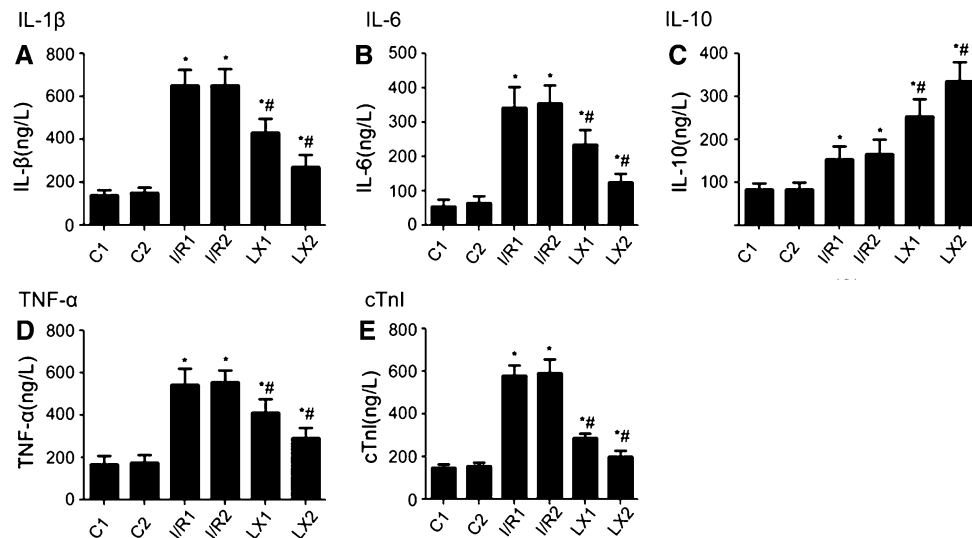 IL-1β
IL-6
IL-10
A
IL-β(ng/L)
800
600
400
200
0
*
*
*#
*#
C1
C2
I/R1
I/R2
LX1
LX2
B
IL-6(ng/L)
500
400
300
200
100
0
*
*
*#
*#
C1
C2
I/R1
I/R2
LX1
LX2
C
IL-10(ng/L)
400
300
200
100
*
*
*#
*#
C1
C2
I/R1
I/R2
LX1
LX2
TNF-α
cTnI
D
TNF-α(ng/L)
800
600
400
200
0
*
*
*#
*#
C1
C2
I/R1
I/R2
LX1
LX2
E
cTnI(ng/L)
800
600
400
200
0
*
*
*#
*#
C1
C2
I/R1
I/R2
LX1
LX2